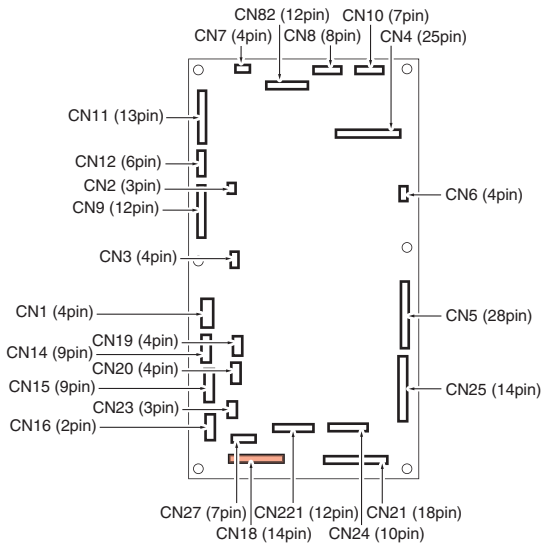 CN82 (12pin)
CN10 (7pin)
CN7 (4pin)
CN8 (8pin)
CN4 (25pin)
CN11 (13pin)
CN12 (6pin)
CN2 (3pin)
CN6 (4pin)
CN9 (12pin)
CN3 (4pin)
CN1 (4pin)
CN5 (28pin)
CN19 (4pin)
CN14 (9pin)
CN20 (4pin)
CN15 (9pin)
CN25 (14pin)
CN23 (3pin)
CN16 (2pin)
CN27 (7pin)
CN221 (12pin)
CN21 (18pin)
CN18 (14pin)
CN24 (10pin)